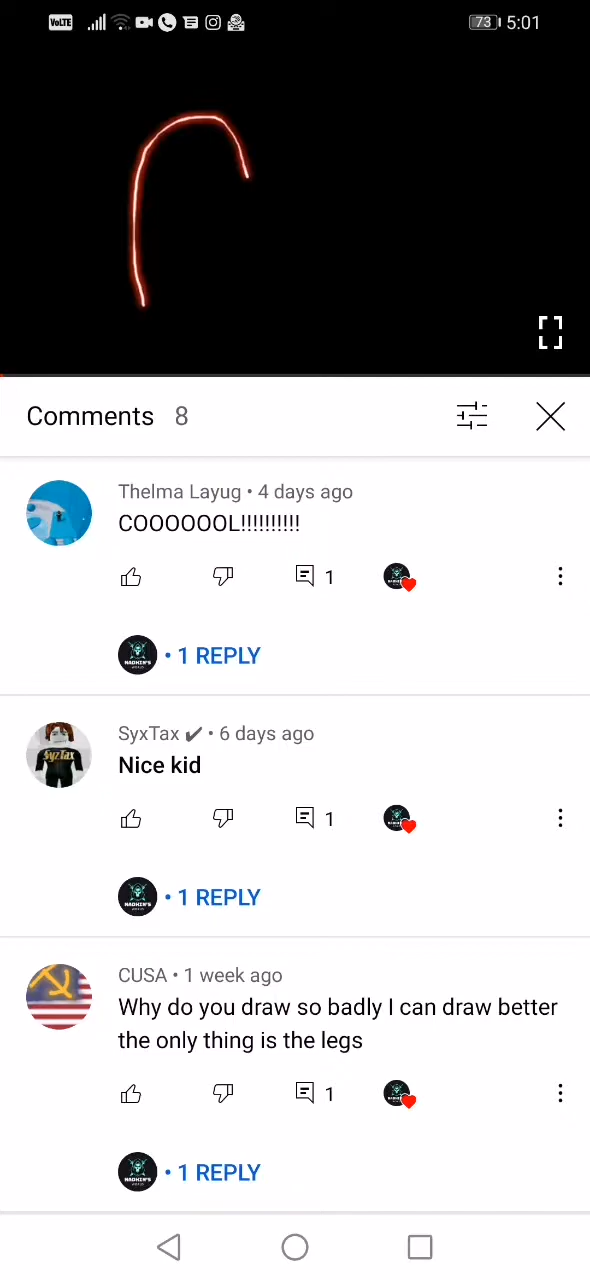 VoLTE 73 5:01
Comments 8
Thelma Layug • 4 days ago
COOOOOOL!!!!!!!!!!
1
• 1 REPLY
SyxTax ✔ • 6 days ago
SyzTax
Nice kid
1
• 1 REPLY
CUSA • 1 week ago
Why do you draw so badly I can draw better
the only thing is the legs
1
• 1 REPLY